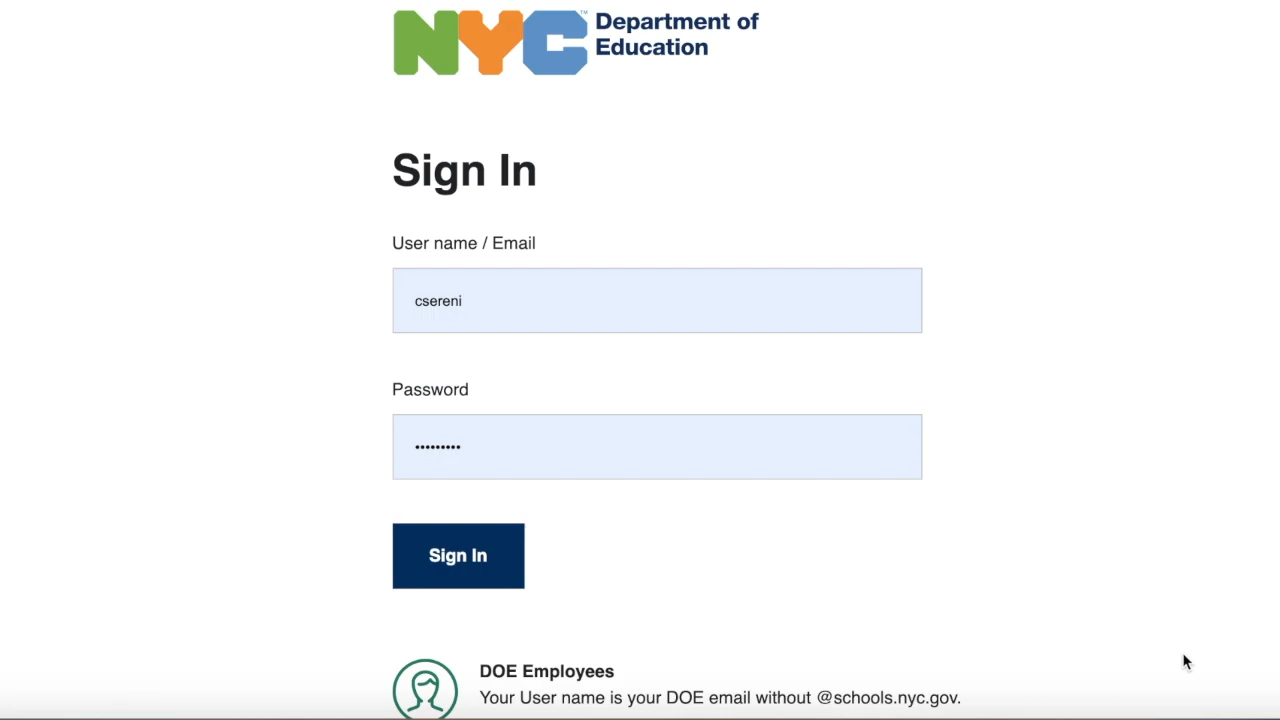 NYC™ Department of
Education
Sign In
User name / Email
csereni
Password
•••••••••
Sign In
DOE Employees
Your User name is your DOE email without @schools.nyc.gov.